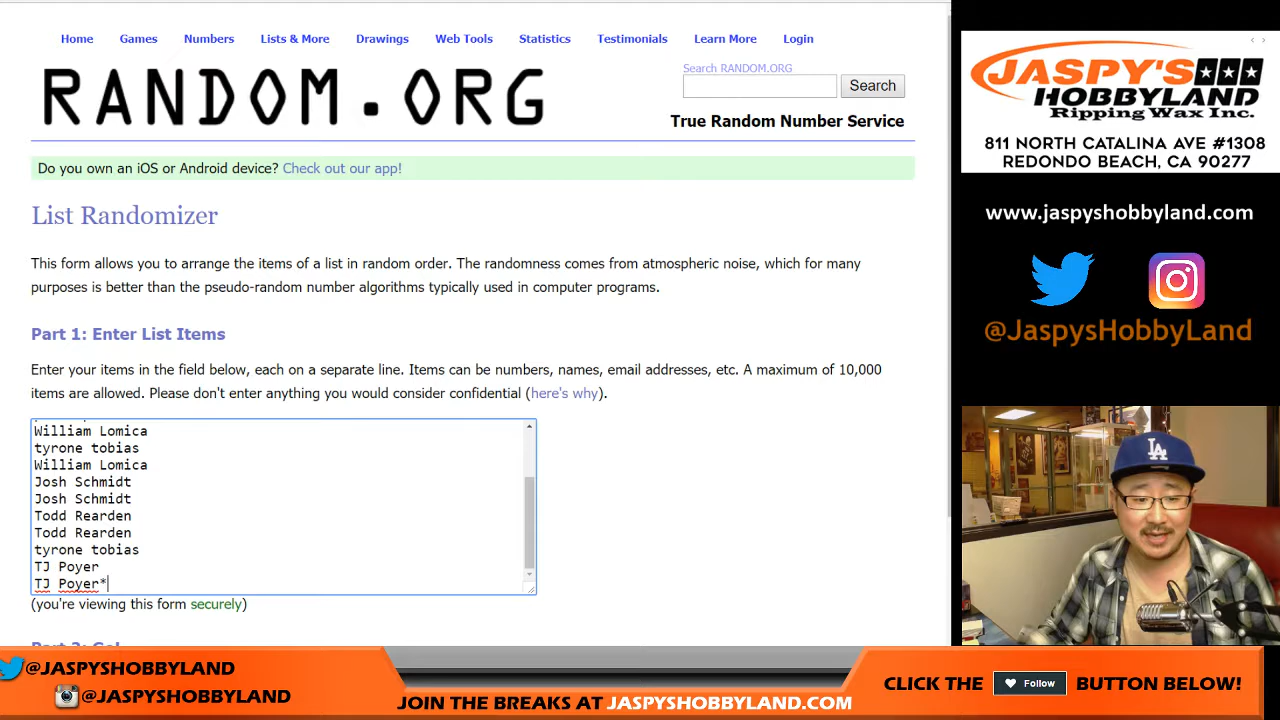 Home Games Numbers Lists & More Drawings Web Tools Statistics Testimonials Learn More Login
RANDOM.ORG
Search RANDOM.ORG
Search
True Random Number Service
Do you own an iOS or Android device? Check out our app!
List Randomizer
This form allows you to arrange the items of a list in random order. The randomness comes from atmospheric noise, which for many
purposes is better than the pseudo-random number algorithms typically used in computer programs.
Part 1: Enter List Items
Enter your items in the field below, each on a separate line. Items can be numbers, names, email addresses, etc. A maximum of 10,000
items are allowed. Please don't enter anything you would consider confidential (here's why).
William Lomica
tyrone tobias
William Lomica
Josh Schmidt
Josh Schmidt
Todd Rearden
Todd Rearden
tyrone tobias
TJ Poyer
TJ Poyer*
(you're viewing this form securely)
JASPY'S
HOBBYLAND
Ripping Wax Inc.
811 NORTH CATALINA AVE #1308
REDONDO BEACH, CA 90277
www.jaspyshobbyland.com
@JaspysHobbyLand
LA
@JASPYSHOBBYLAND
@JASPYSHOBBYLAND
JOIN THE BREAKS AT JASPYSHOBBYLAND.COM
CLICK THE Follow BUTTON BELOW!